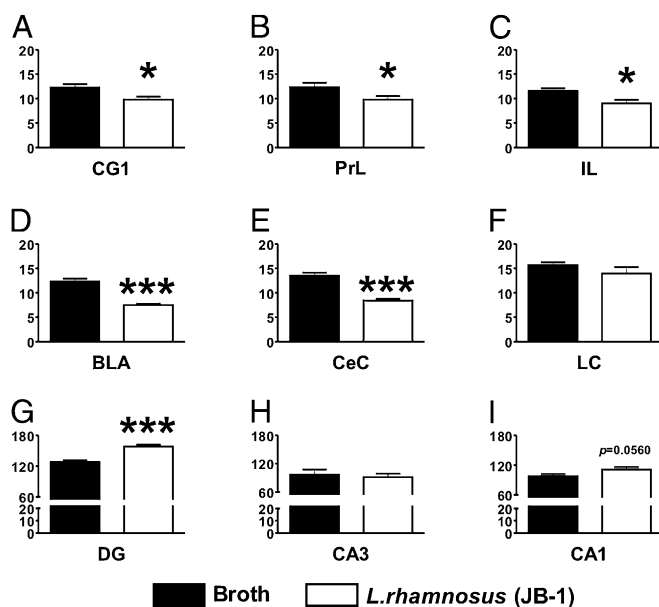 A B C
20 20 20
15 * 15 * 15 *
10 10 10
5 5 5
0 0 0
CG1 PrL IL
D E F
20 20 20
15 *** 15 *** 15
10 10 10
5 5 5
0 0 0
BLA CeC LC
G *** H I
180 180 180 p=0.0560
120 120 120
60 60 60
20 20 20
10 10 10
0 0 0
DG CA3 CA1
Broth L.rhamnosus (JB-1)